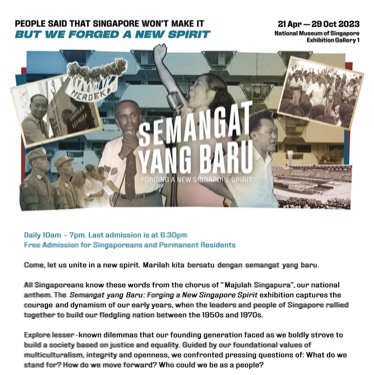 PEOPLE SAID THAT SINGAPORE WON'T MAKE IT
BUT WE FORGED A NEW SPIRIT
21 Apr — 29 Oct 2023
National Museum of Singapore
Exhibition Gallery 1
MERDEKA
SEMANGAT
YANG BARU
FORGING A NEW SINGAPORE SPIRIT
Daily 10am – 7pm. Last admission is at 6.30pm
Free Admission for Singaporeans and Permanent Residents
Come, let us unite in a new spirit. Marilah kita bersatu dengan semangat yang baru.
All Singaporeans know these words from the chorus of "Majulah Singapura", our national
anthem. The Semangat yang Baru: Forging a New Singapore Spirit exhibition captures the
courage and dynamism of our early years, when the leaders and people of Singapore rallied
together to build our fledgling nation between the 1950s and 1970s.
Explore lesser-known dilemmas that our founding generation faced as we boldly strove to
build a society based on justice and equality. Guided by our foundational values of
multiculturalism, integrity and openness, we confronted pressing questions of: What do we
stand for? How do we move forward? Who could we be as a people?